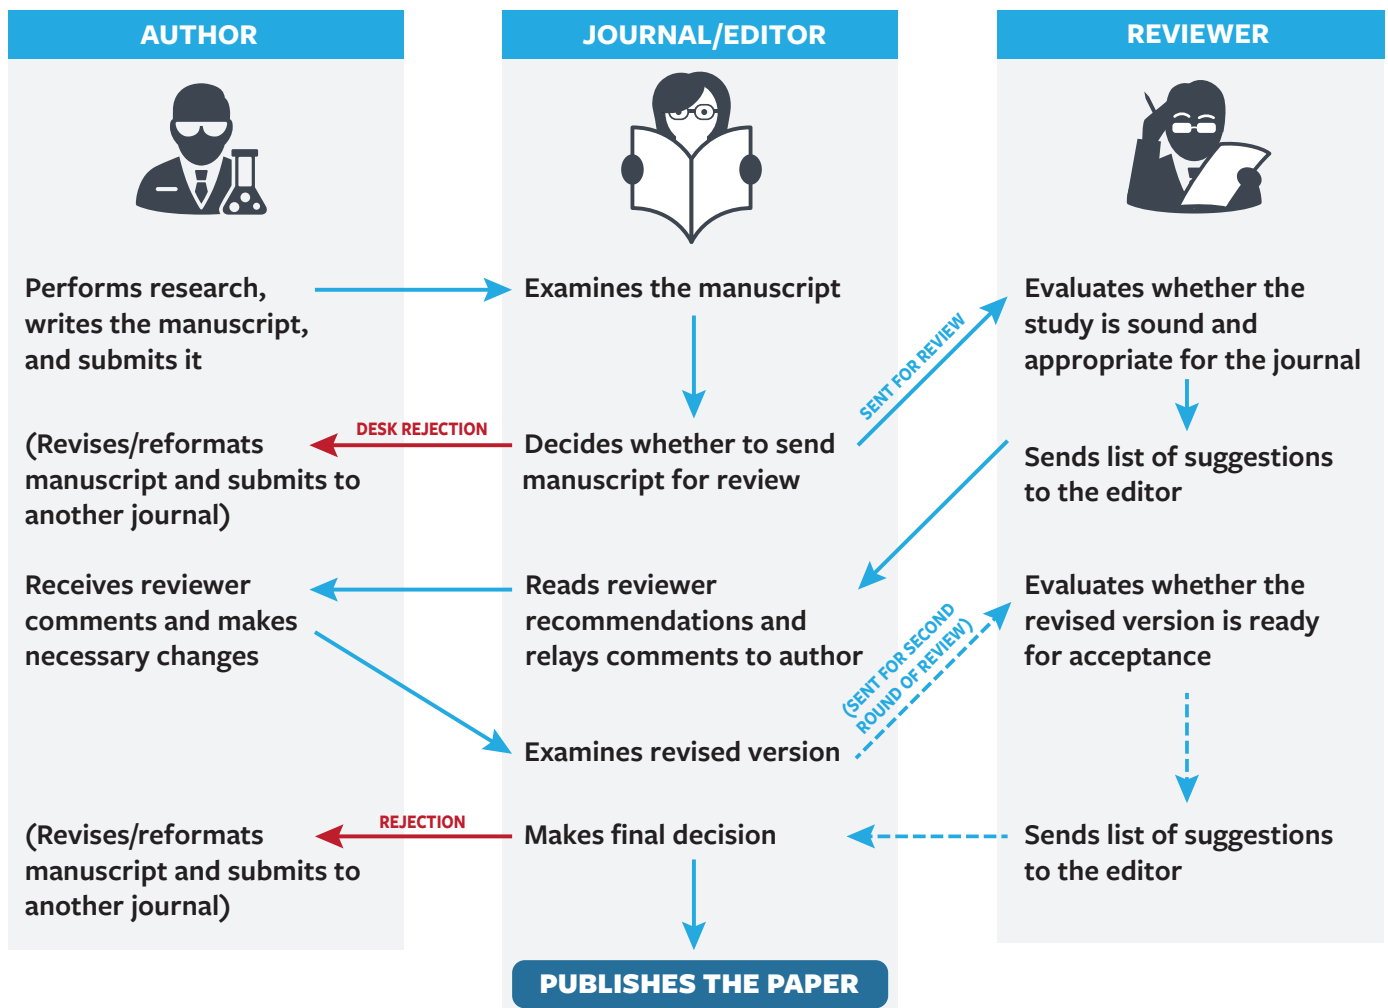 AUTHOR
Performs research,
writes the manuscript,
and submits it
(Revises/reformats
manuscript and submits to
another journal)
Receives reviewer
comments and makes
necessary changes
(Revises/reformats
manuscript and submits to
another journal)
DESK REJECTION
REJECTION
JOURNAL/EDITOR
Examines the manuscript
Decides whether to send
manuscript for review
Reads reviewer
recommendations and
relays comments to author
Examines revised version
Makes final decision
PUBLISHES THE PAPER
SENT FOR REVIEW
(SENT FOR SECOND
ROUND OF REVIEW)
REVIEWER
Evaluates whether the
study is sound and
appropriate for the journal
Sends list of suggestions
to the editor
Evaluates whether the
revised version is ready
for acceptance
Sends list of suggestions
to the editor